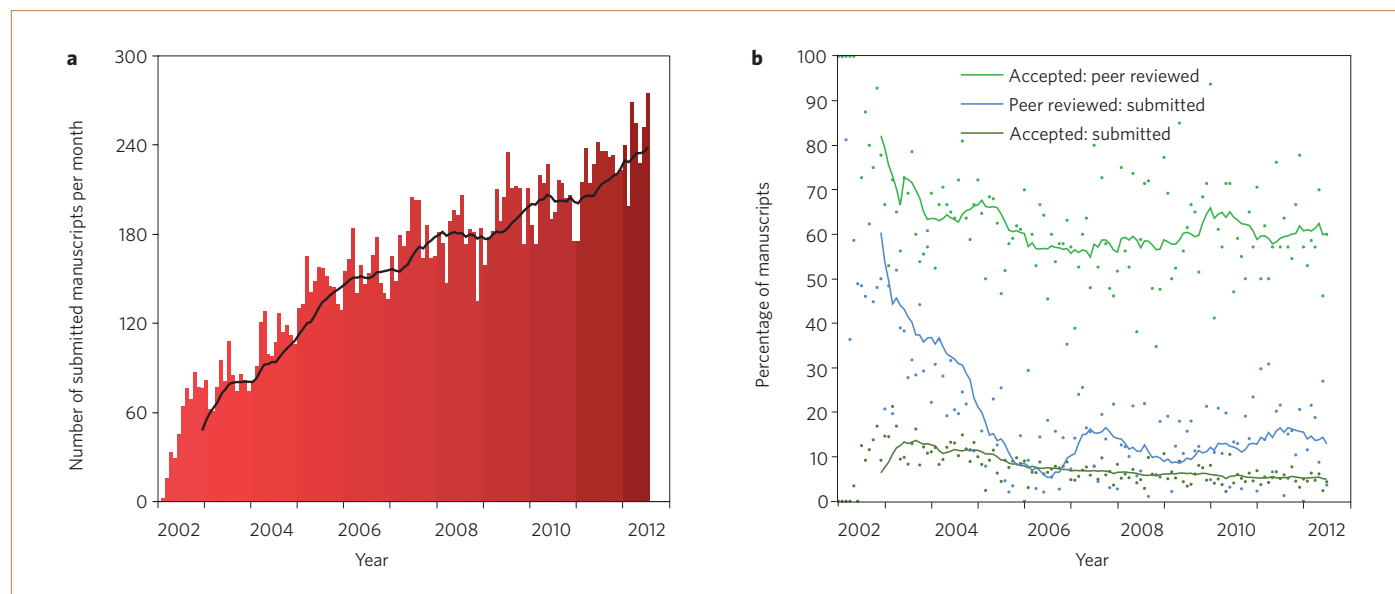 a
300
240
180
120
60
0
Number of submitted manuscripts per month
2002 2004 2006 2008 2010 2012
Year
b
100
90
80
70
60
50
40
30
20
10
0
Percentage of manuscripts
Accepted: peer reviewed
Peer reviewed: submitted
Accepted: submitted
2002 2004 2006 2008 2010 2012
Year